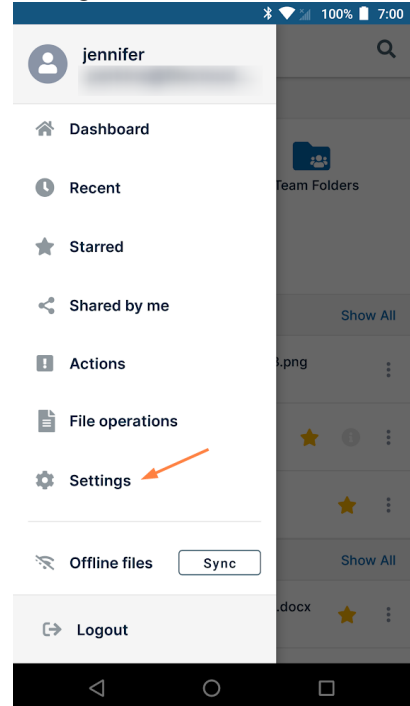 100% 7:00
jennifer
Dashboard
Team Folders
Recent
Starred
Shared by me
Show All
Actions
.png
File operations
Settings
Offline files
Sync
Show All
.docx
Logout